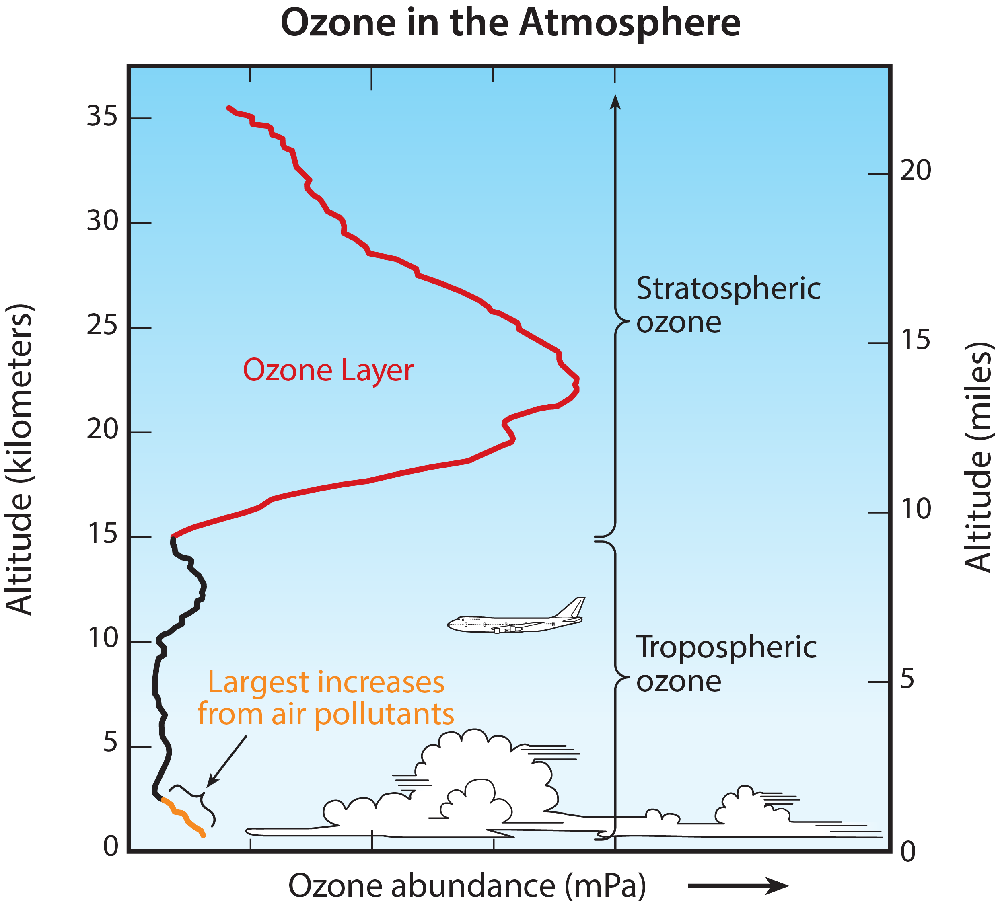 Ozone in the Atmosphere
35
30
25
20
15
10
5
0
Altitude (kilometers)
20
15
10
5
0
Altitude (miles)
Stratospheric
ozone
Ozone Layer
Tropospheric
ozone
Largest increases
from air pollutants
Ozone abundance (mPa)